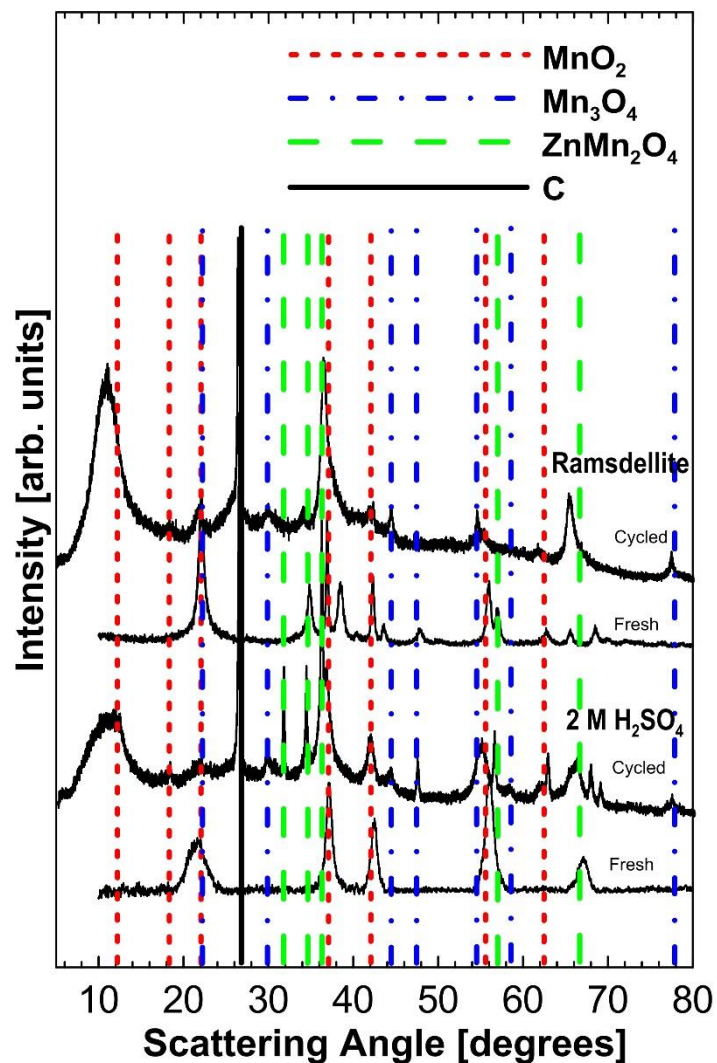 MnO₂
Mn₃O₄
ZnMn₂O₄
C
Intensity [arb. units]
Ramsdellite
Cycled
Fresh
2 M H₂SO₄
Cycled
Fresh
10 20 30 40 50 60 70 80
Scattering Angle [degrees]